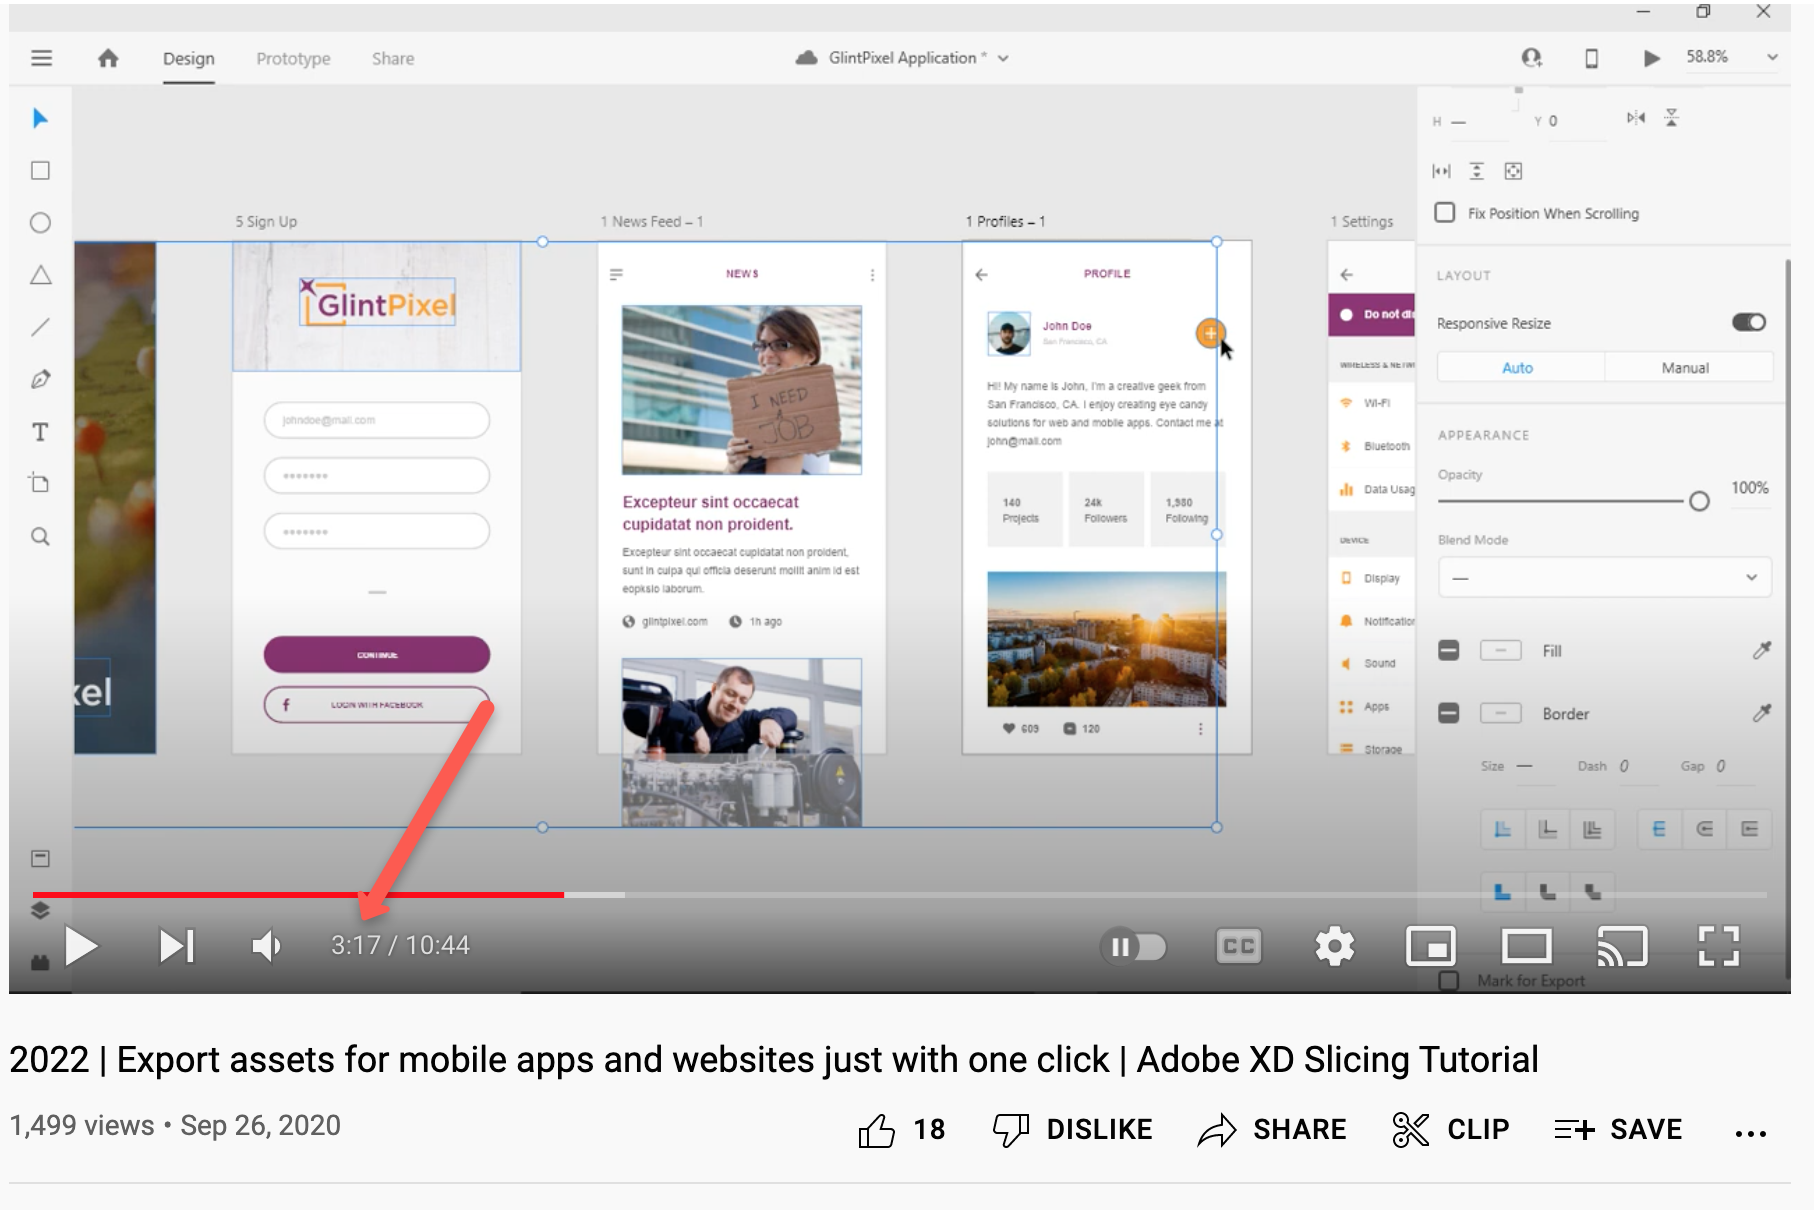 Design Prototype Share GlintPixel Application * 58.8%
H — Y 0
Fix Position When Scrolling
5 Sign Up
1 News Feed – 1
1 Profiles – 1
1 Settings
LAYOUT
Responsive Resize
Auto Manual
APPEARANCE
Opacity
100%
Blend Mode
—
Fill
Border
Size — Dash 0 Gap 0
Mark for Export
xel
GlintPixel
johndoe@mail.com
CONTINUE
LOGIN WITH FACEBOOK
NEWS
I NEED
JOB
Excepteur sint occaecat
cupidatat non proident.
Excepteur sint occaecat cupidatat non proident,
sunt in culpa qui officia deserunt mollit anim id est
eopksio laborum.
glintpixel.com 1h ago
PROFILE
John Doe
San Francisco, CA
Hi! My name is John, I'm a creative geek from
San Francisco, CA. I enjoy creating eye candy
solutions for web and mobile apps. Contact me at
john@mail.com
140
Projects
24k
Followers
1,980
Following
609 120
Do not di
WIRELESS & NETW
Wi-Fi
Bluetooth
Data Usag
DEVICE
Display
Notification
Sound
Apps
Storage
3:17 / 10:44
CC
2022 | Export assets for mobile apps and websites just with one click | Adobe XD Slicing Tutorial
1,499 views • Sep 26, 2020
18 DISLIKE SHARE CLIP SAVE ...